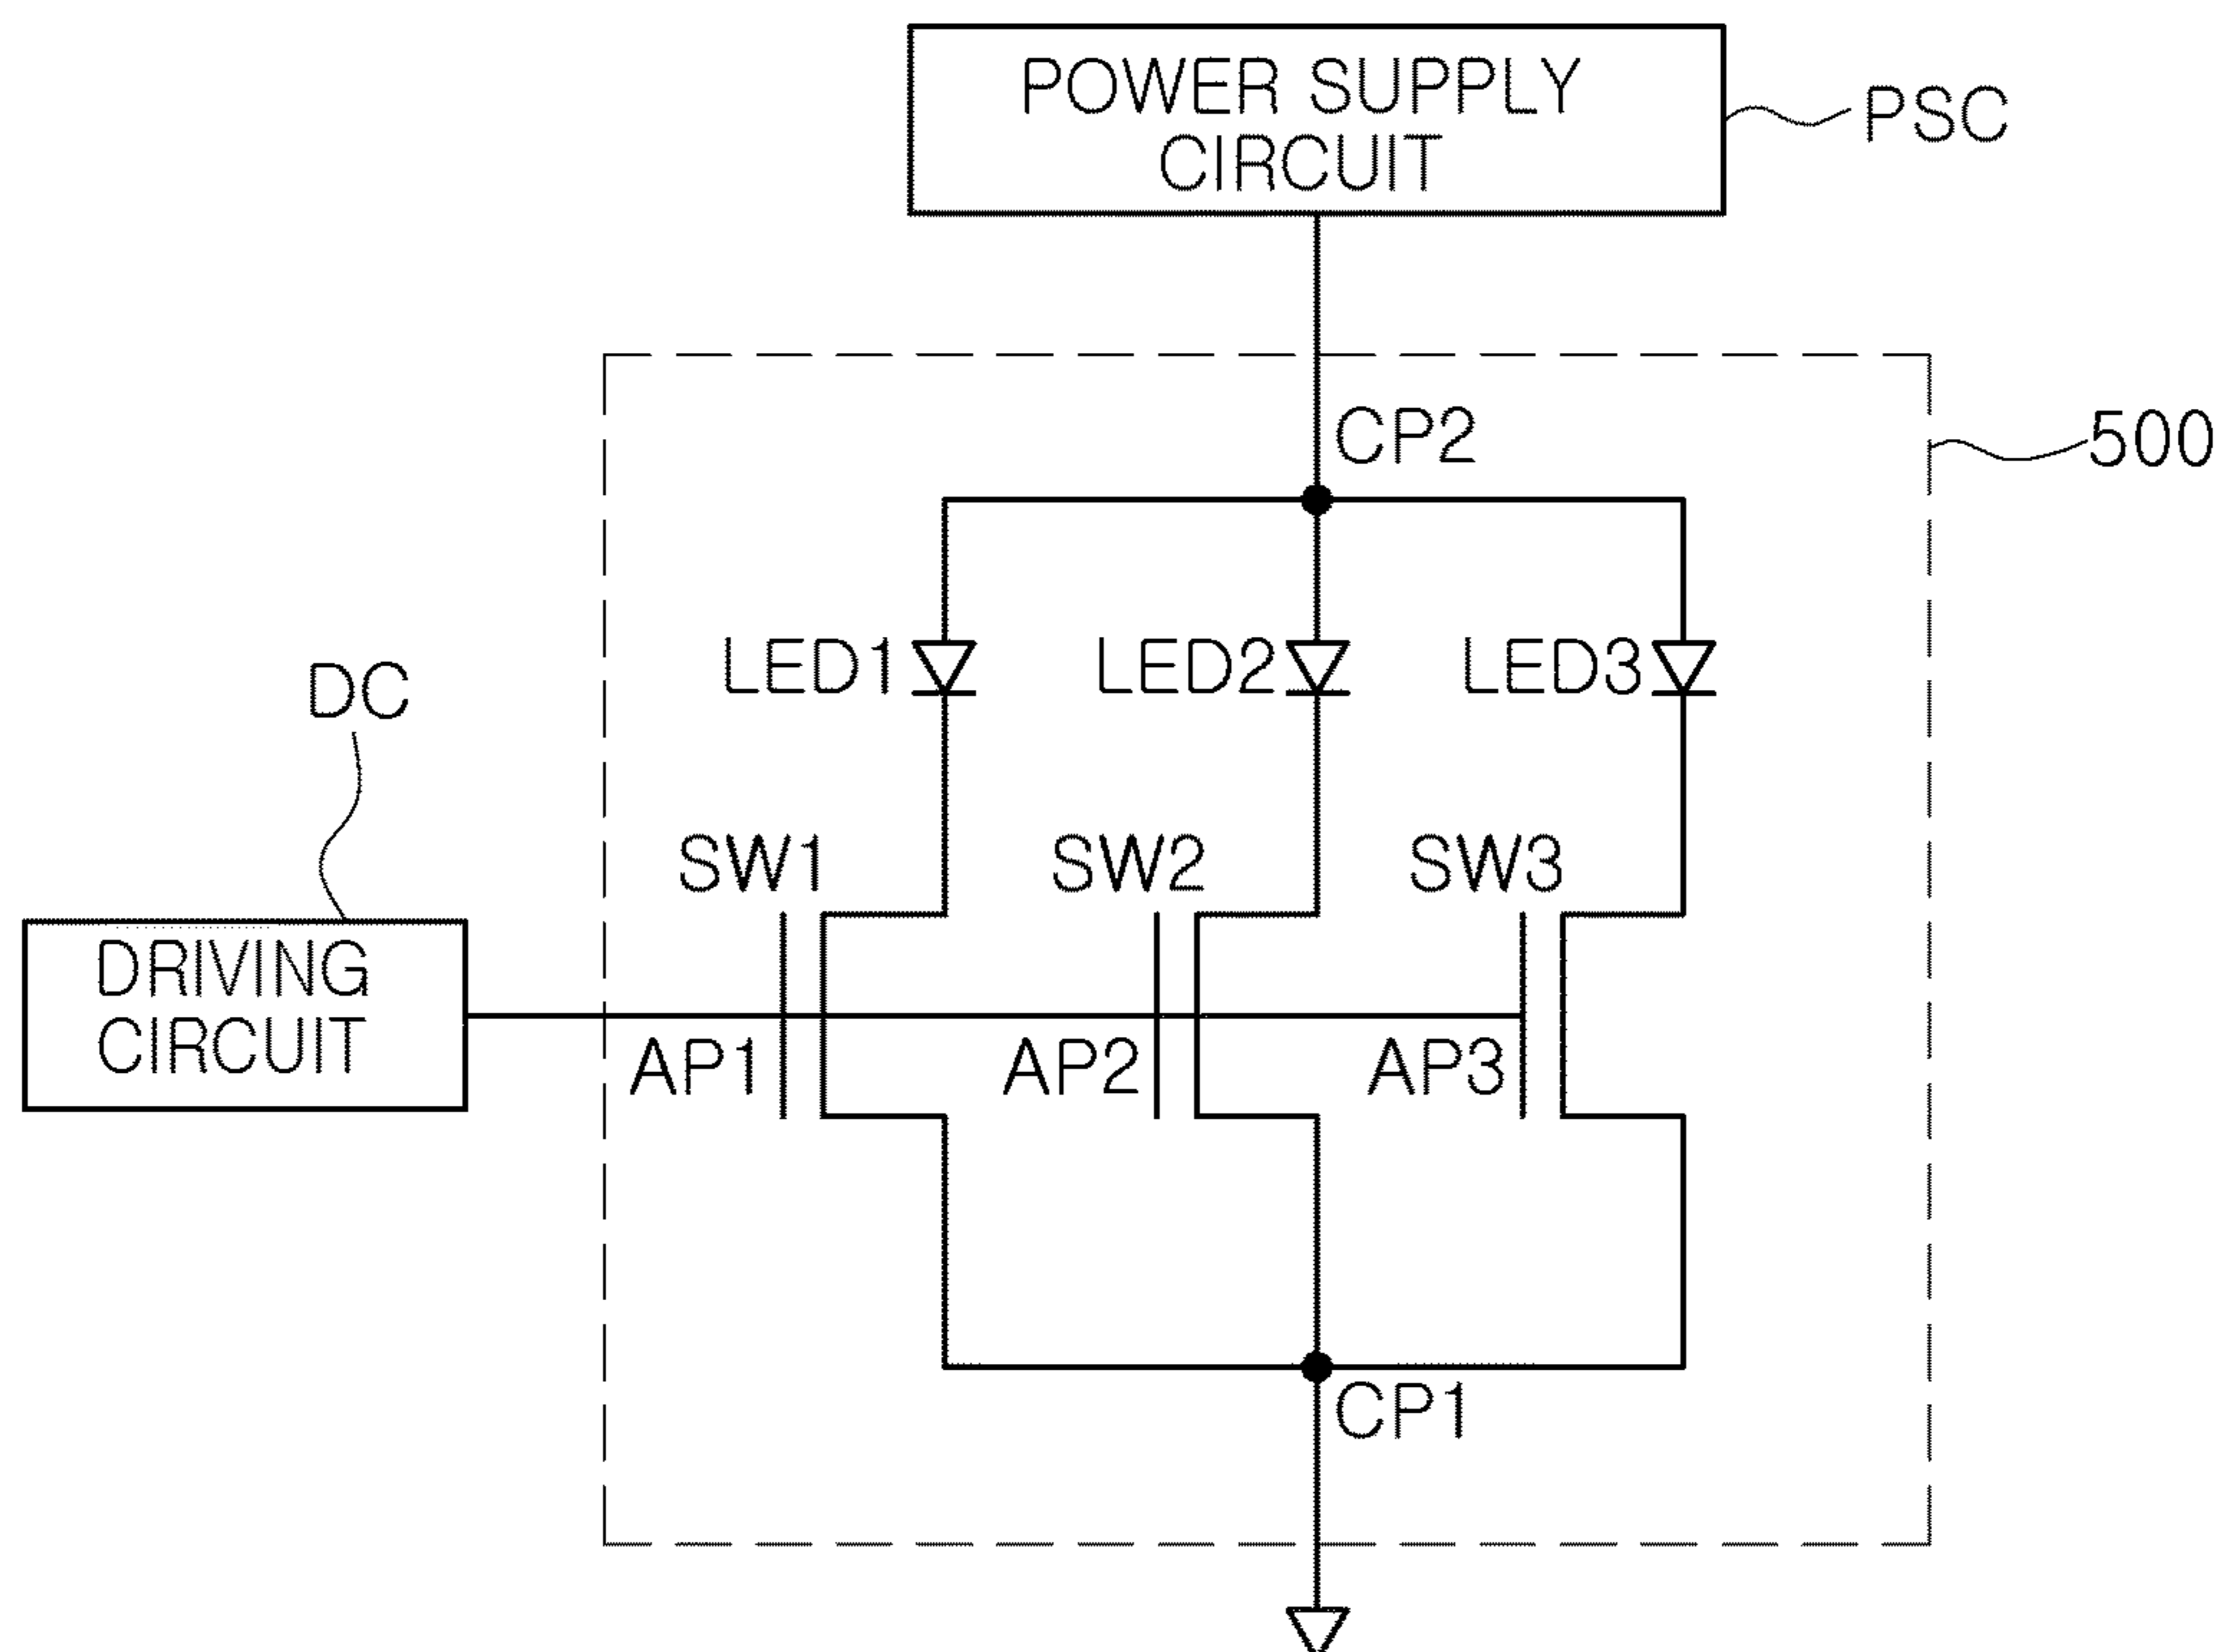 POWER SUPPLY
CIRCUIT
PSC
CP2
500
LED1
LED2
LED3
DC
SW1
SW2
SW3
DRIVING
CIRCUIT
AP1
AP2
AP3
CP1